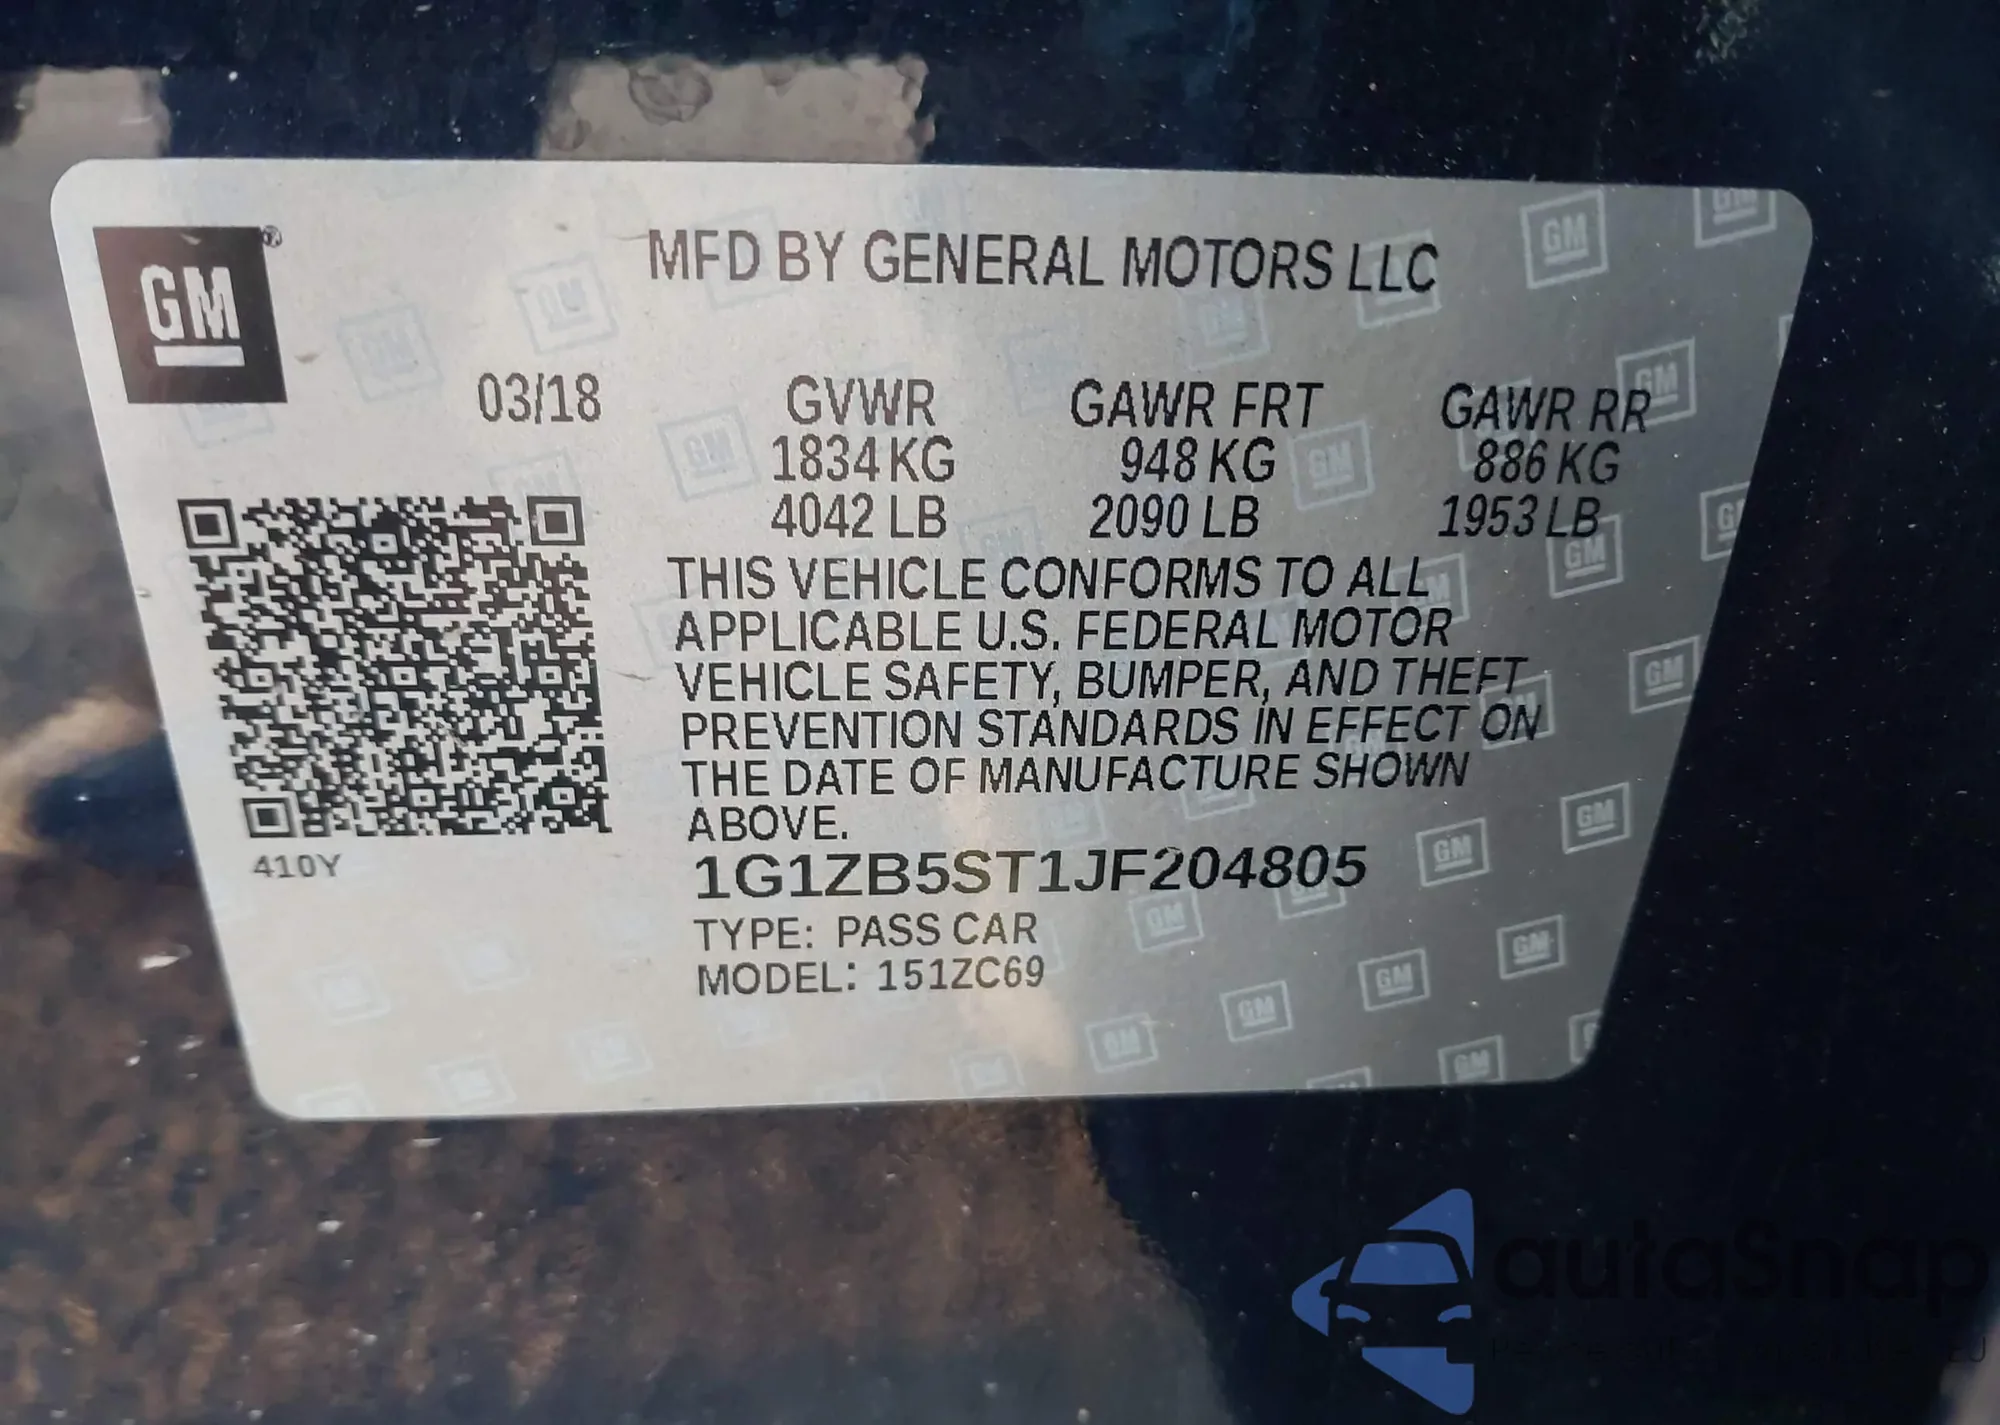 GM
MFD BY GENERAL MOTORS LLC
03/18 GVWR GAWR FRT GAWR RR
1834 KG 948 KG 886 KG
4042 LB 2090 LB 1953 LB
THIS VEHICLE CONFORMS TO ALL
APPLICABLE U.S. FEDERAL MOTOR
VEHICLE SAFETY, BUMPER, AND THEFT
PREVENTION STANDARDS IN EFFECT ON
THE DATE OF MANUFACTURE SHOWN
ABOVE.
410Y
1G1ZB5ST1JF204805
TYPE: PASS CAR
MODEL: 151ZC69
autaSnap